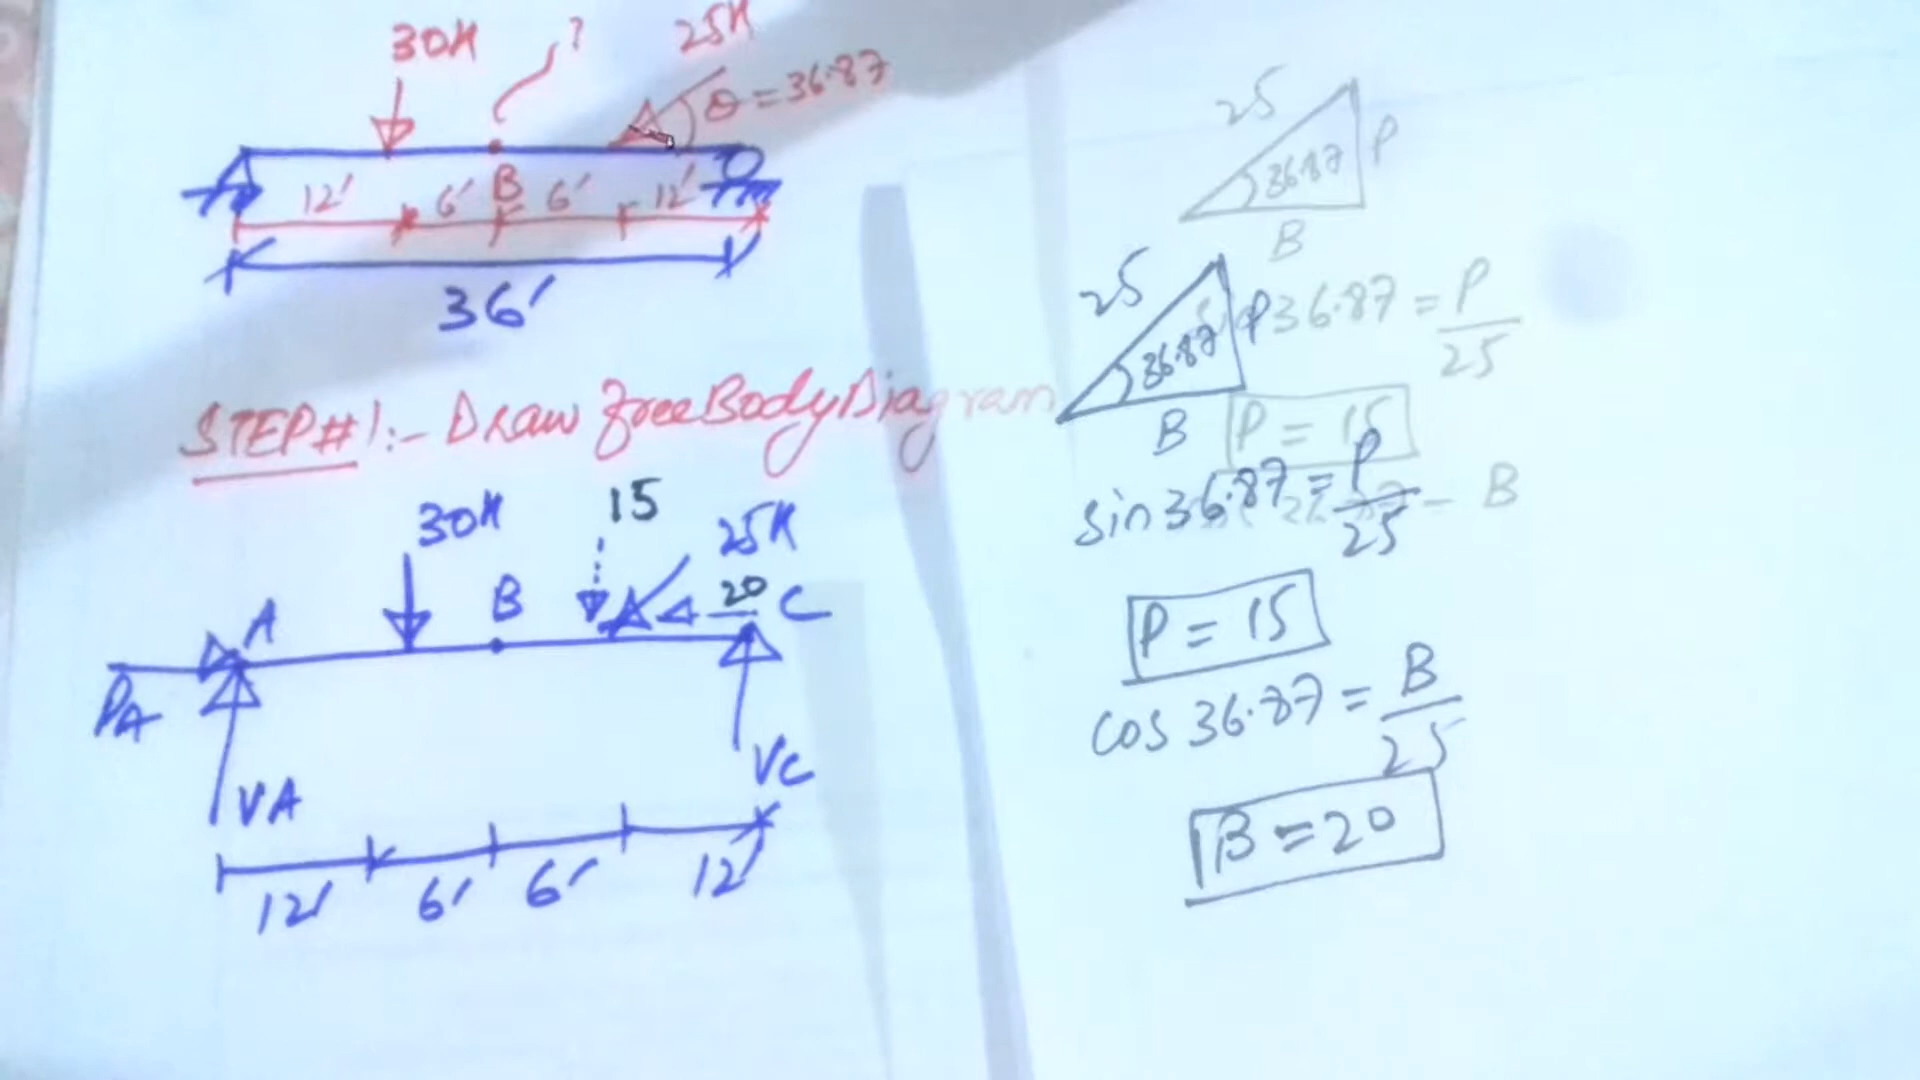 30K
?
25K
θ = 36.87
12'
6'
B
6'
12'
36'
STEP#1:- Draw free Body Diagram
30K
15
25K
20
A
B
C
PA
VA
VC
12'
6'
6'
12'
25
36.87
P
B
36.87 = P/25
P = 15
- B
25
36.87
P
B
sin 36.87 = P/25
P = 15
cos 36.87 = B/25
B = 20